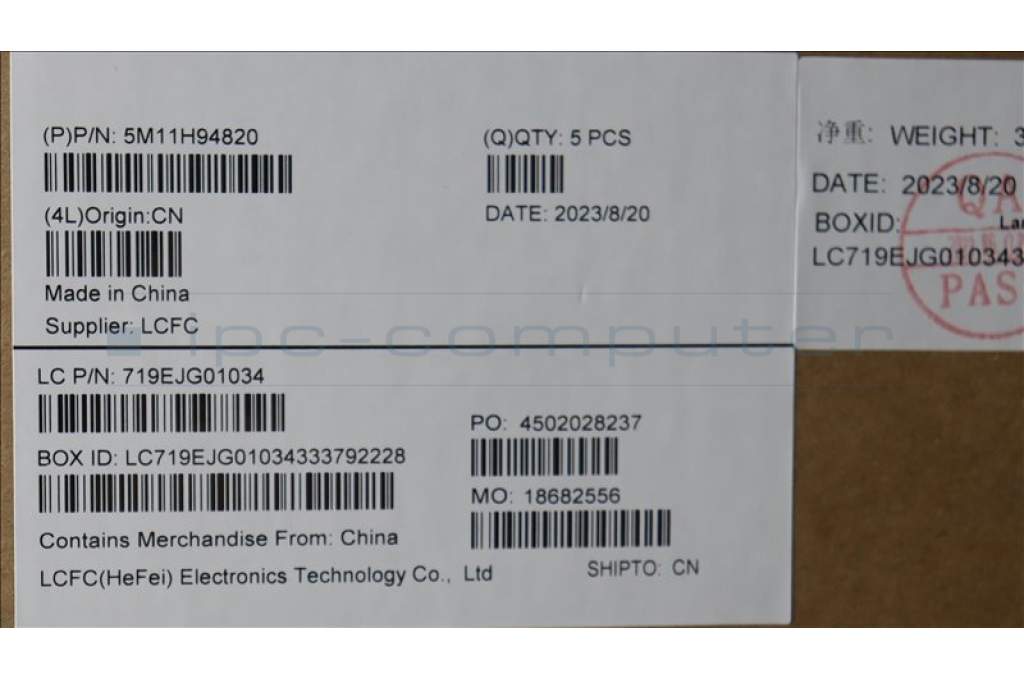 (P)P/N: 5M11H94820
(Q)QTY: 5 PCS
(4L)Origin:CN
DATE: 2023/8/20
Made in China
Supplier: LCFC
LC P/N: 719EJG01034
PO: 4502028237
BOX ID: LC719EJG01034333792228
MO: 18682556
Contains Merchandise From: China
LCFC(HeFei) Electronics Technology Co., Ltd
SHIPTO: CN
净重: WEIGHT: 3
DATE: 2023/8/20
BOXID:
LC719EJG010343
QA
PAS
ipc-computer